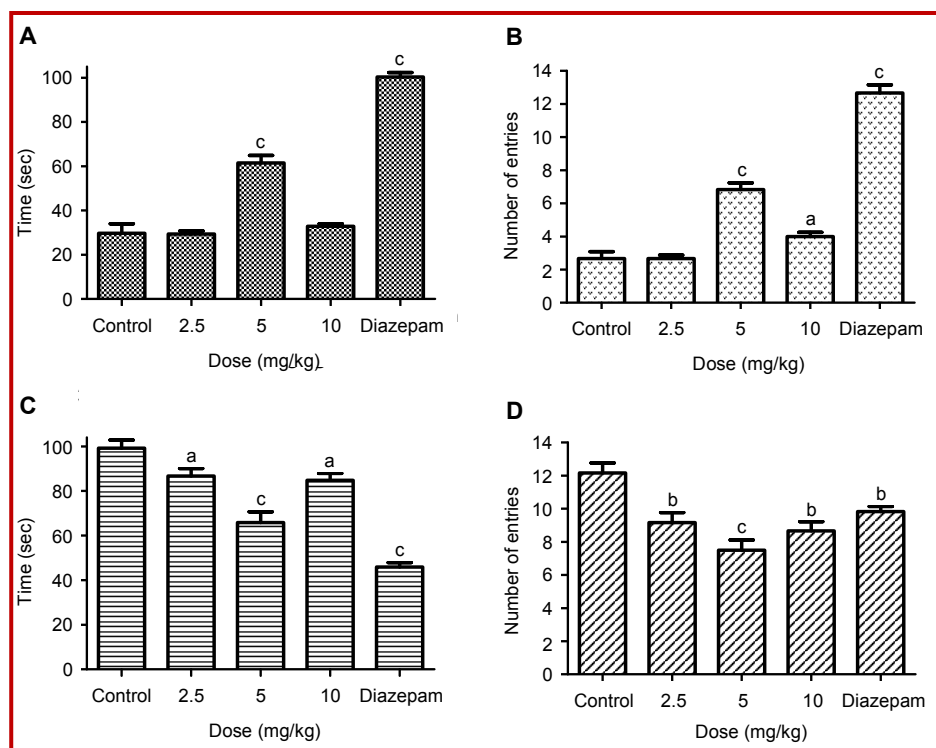 A
Time (sec)
100
80
60
40
20
0
c
c
Control 2.5 5 10 Diazepam
Dose (mg/kg)
B
Number of entries
14
12
10
8
6
4
2
0
c
a
c
Control 2.5 5 10 Diazepam
Dose (mg/kg)
C
Time (sec)
100
80
60
40
20
0
a
c
a
c
Control 2.5 5 10 Diazepam
Dose (mg/kg)
D
Number of entries
14
12
10
8
6
4
2
0
b
c
b
b
Control 2.5 5 10 Diazepam
Dose (mg/kg)